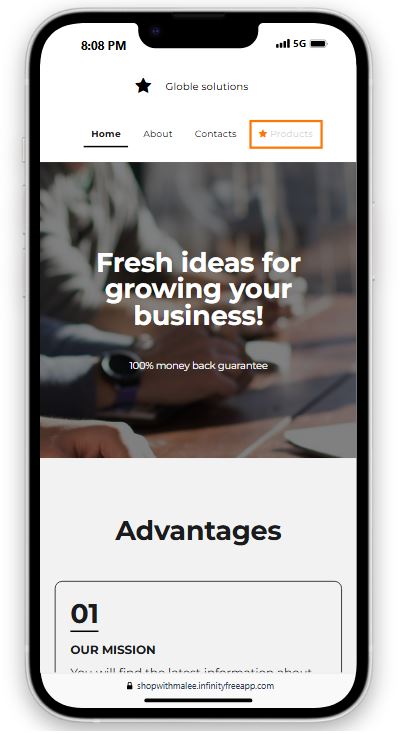 8:08 PM
5G
Globle solutions
Home
About
Contacts
Products
Fresh ideas for
growing your
business!
100% money back guarantee
Advantages
01
OUR MISSION
You will find the latest information about
shopwithmalee.infinityfreeapp.com